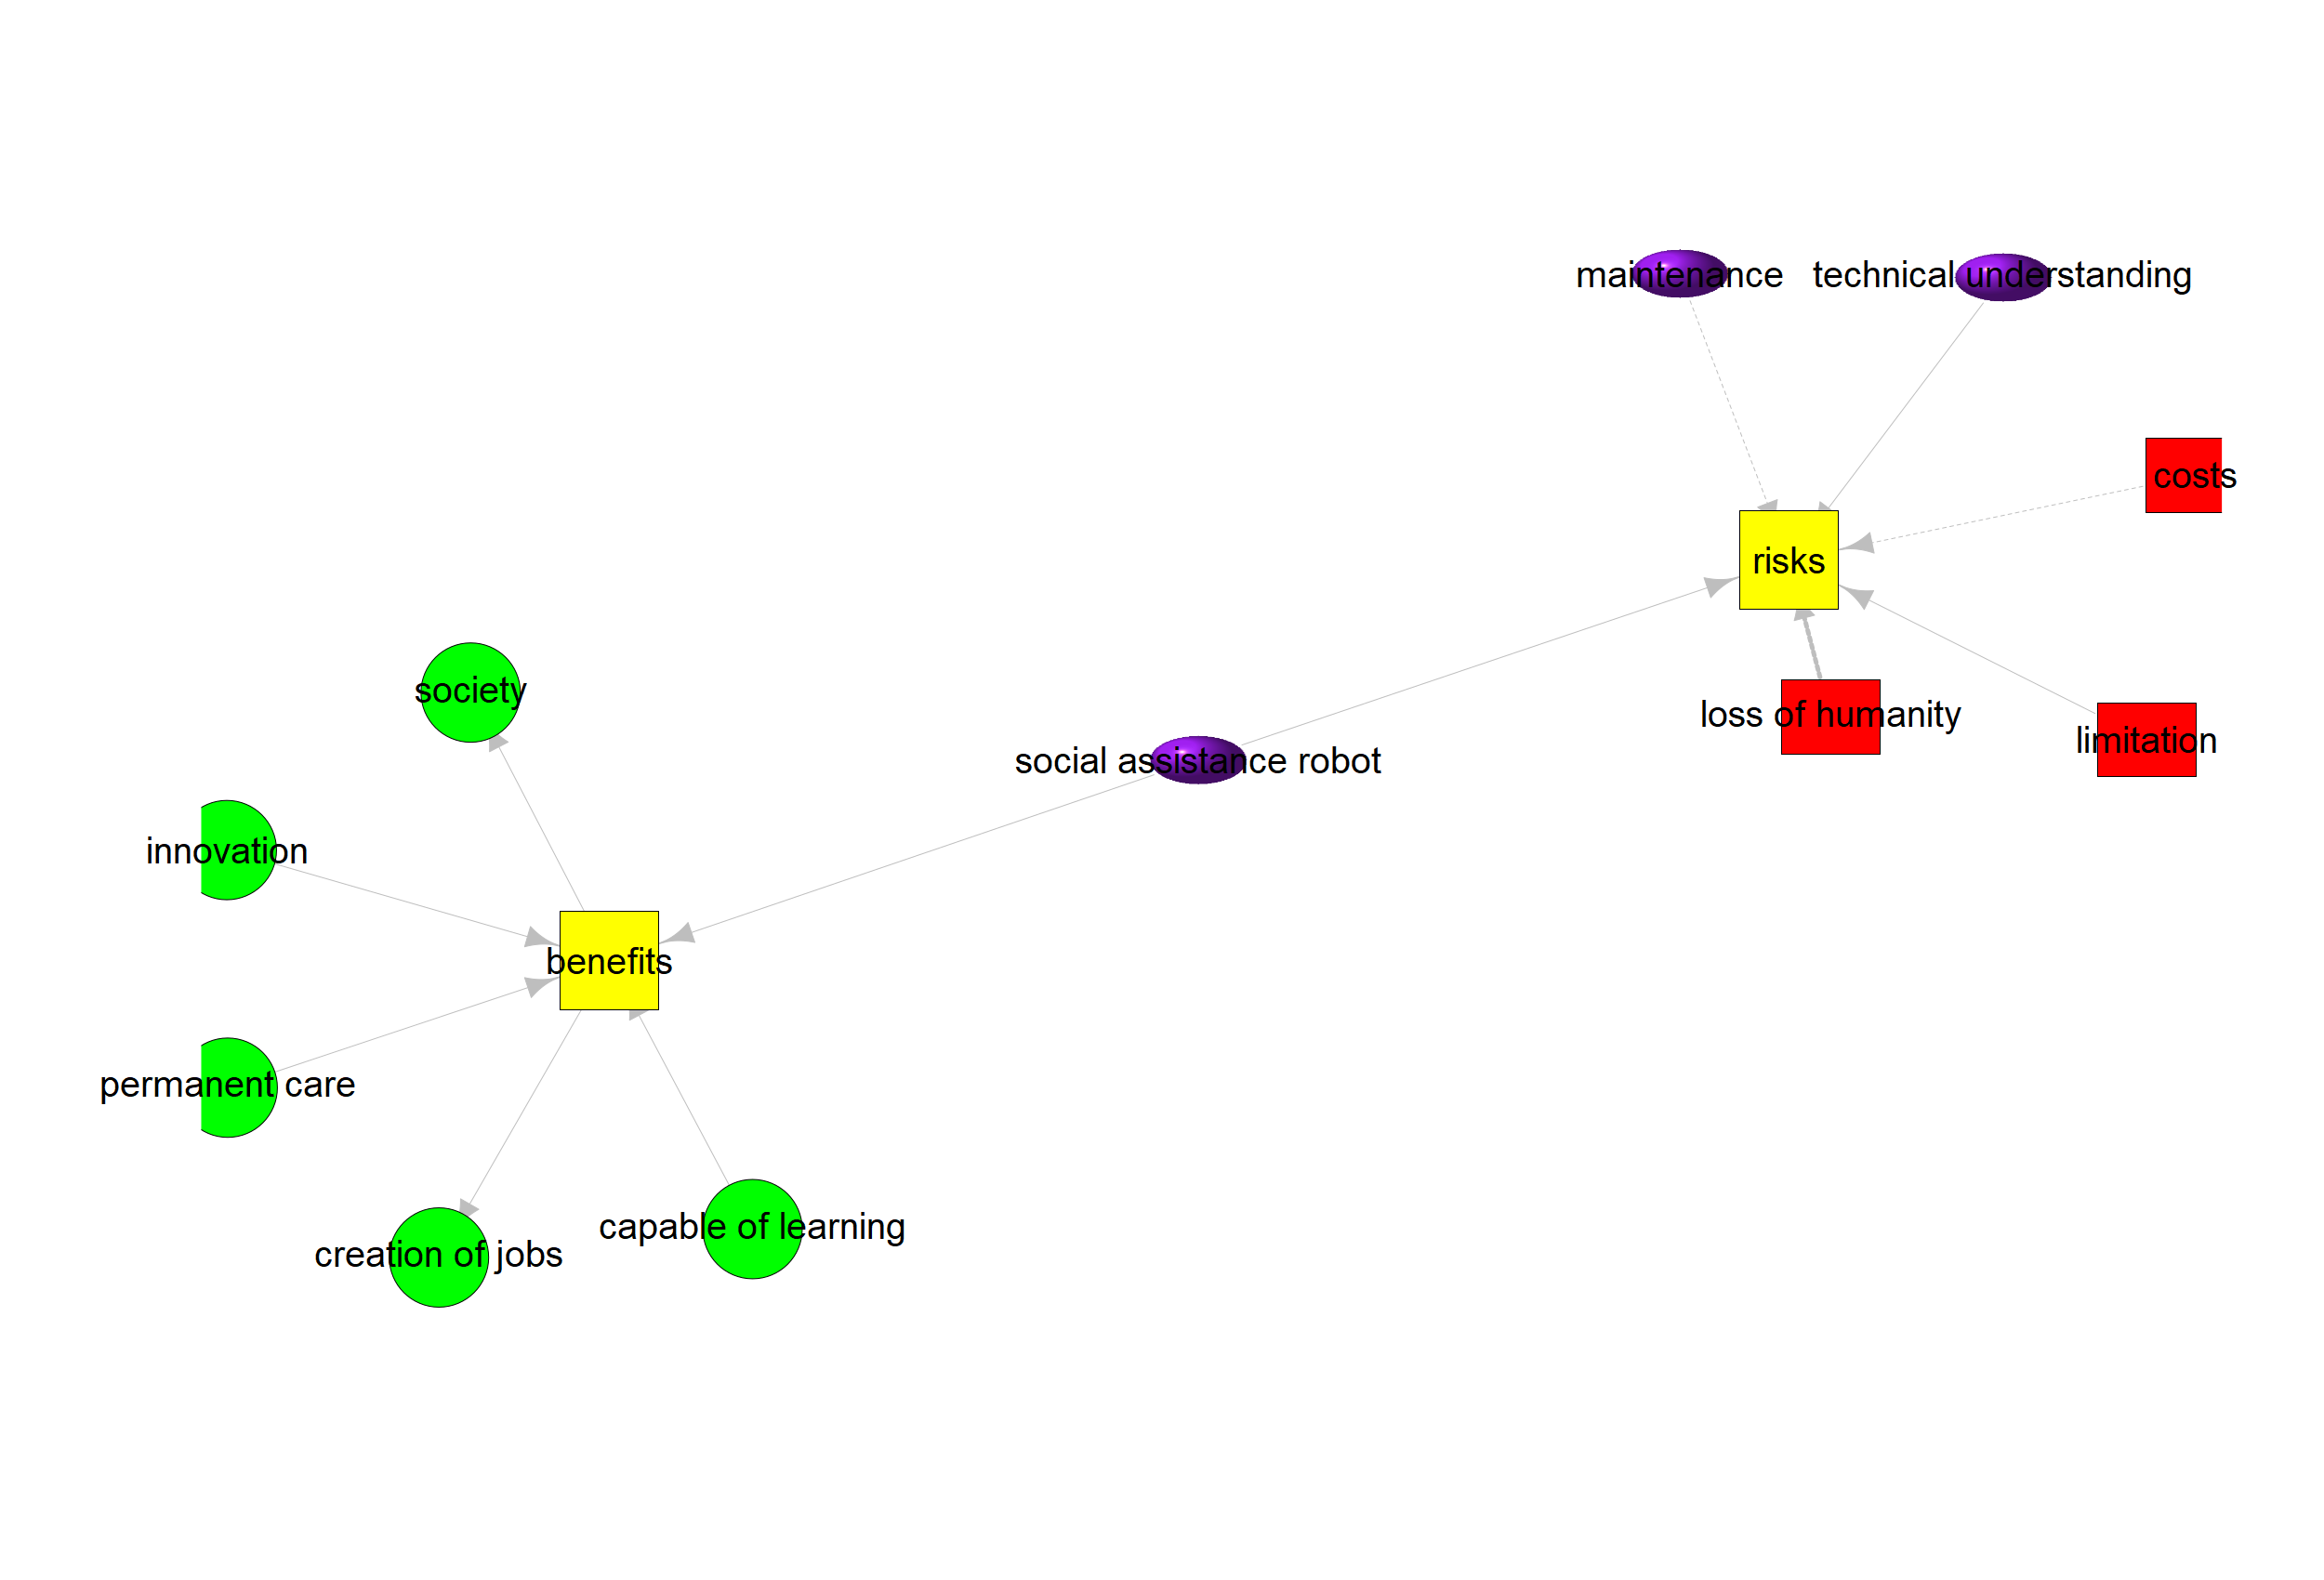 maintenance
technical understanding
costs
risks
society
loss of humanity
limitation
social assistance robot
innovation
benefits
permanent care
capable of learning
creation of jobs